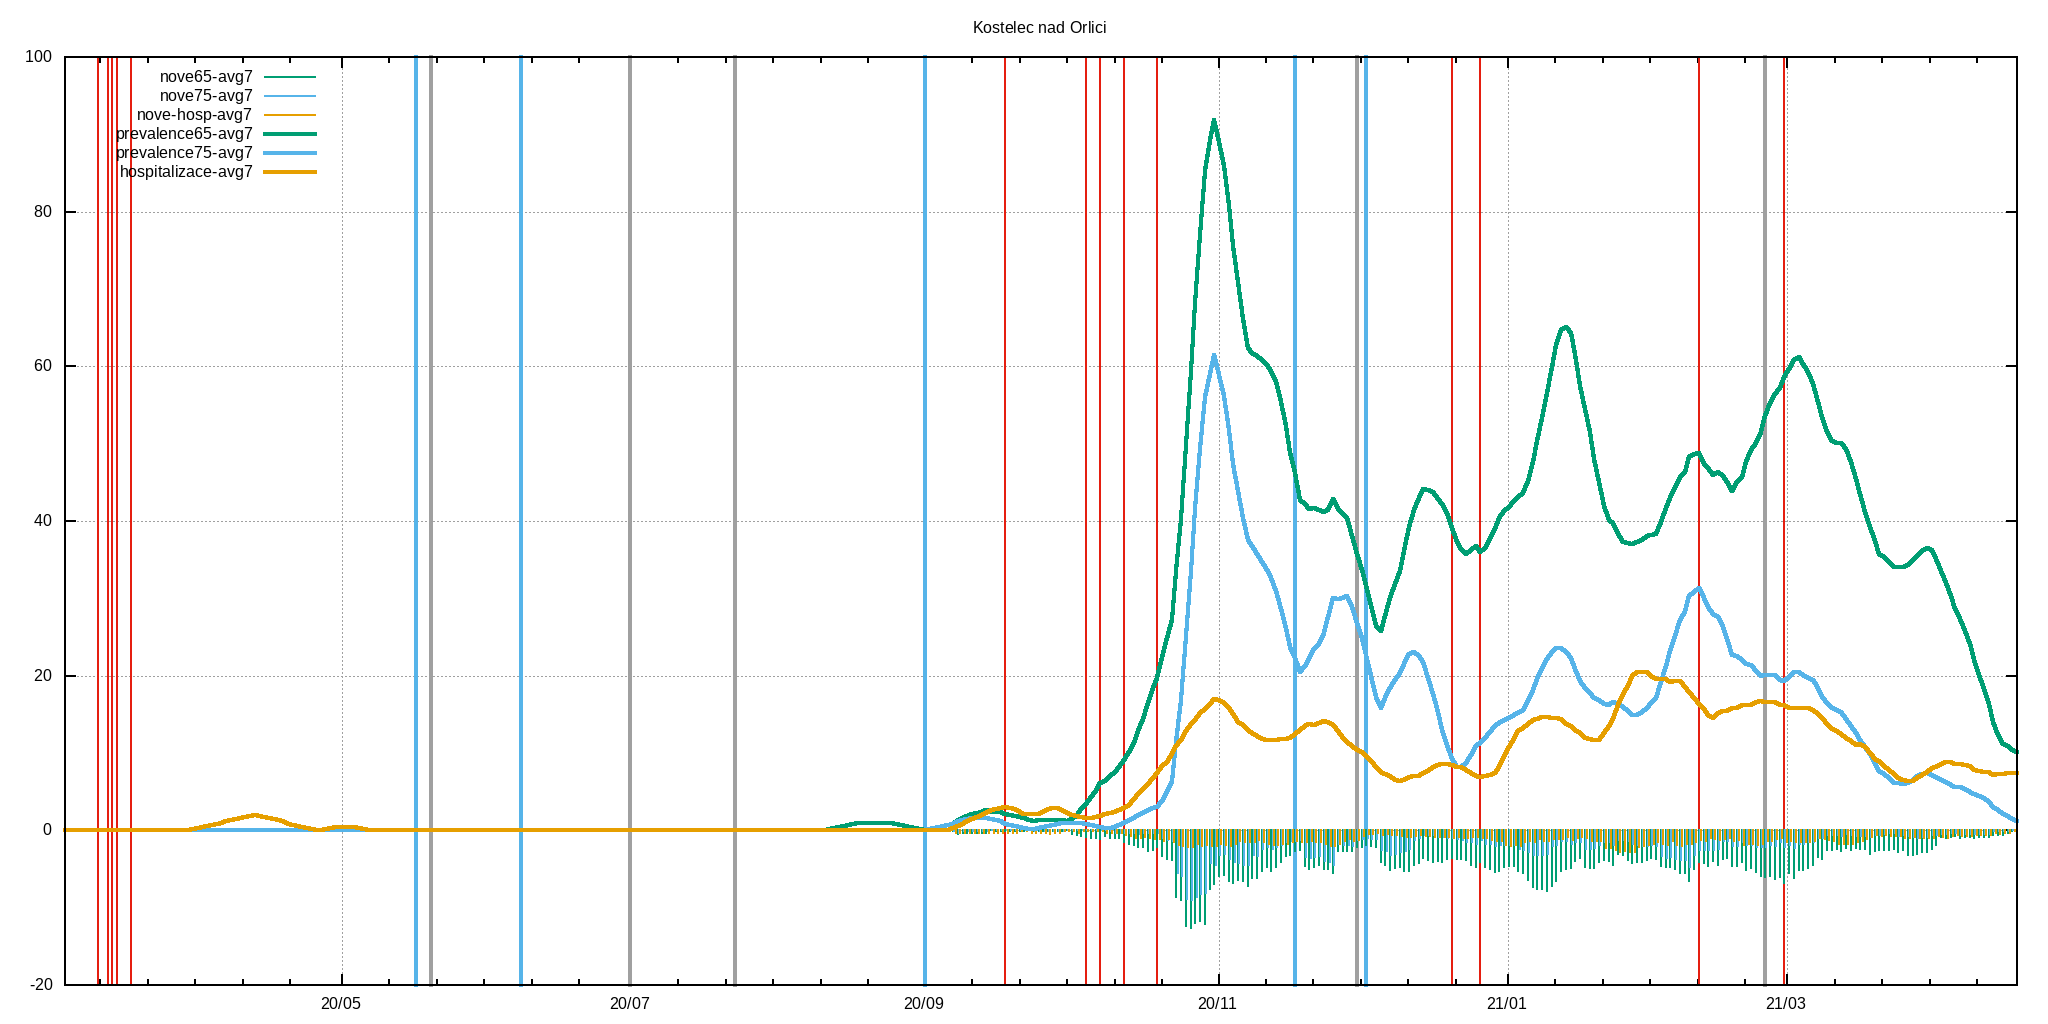 Kostelec nad Orlici
100
nove65-avg7
nove75-avg7
nove-hosp-avg7
prevalence65-avg7
prevalence75-avg7
hospitalizace-avg7
80
60
40
20
0
-20
20/05 20/07 20/09 20/11 21/01 21/03